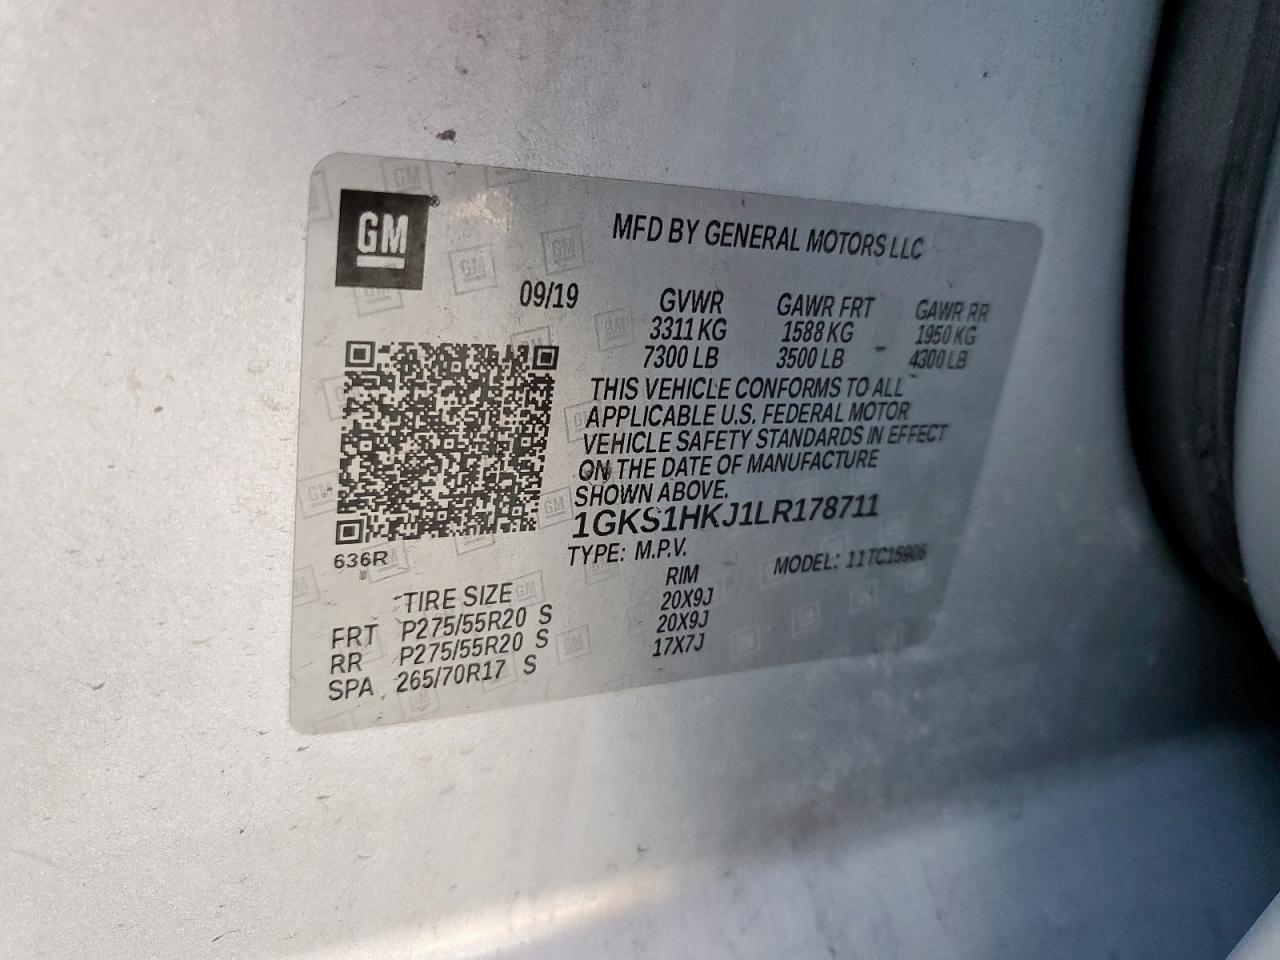 GM
MFD BY GENERAL MOTORS LLC
09/19
GVWR GAWR FRT GAWR RR
3311 KG 1588 KG 1950 KG
7300 LB 3500 LB 4300 LB
THIS VEHICLE CONFORMS TO ALL
APPLICABLE U.S. FEDERAL MOTOR
VEHICLE SAFETY STANDARDS IN EFFECT
ON THE DATE OF MANUFACTURE
SHOWN ABOVE.
1GKS1HKJ1LR178711
636R
TYPE: M.P.V. MODEL: 11TC15906
TIRE SIZE RIM
FRT P275/55R20 S 20X9J
RR P275/55R20 S 20X9J
SPA 265/70R17 S 17X7J